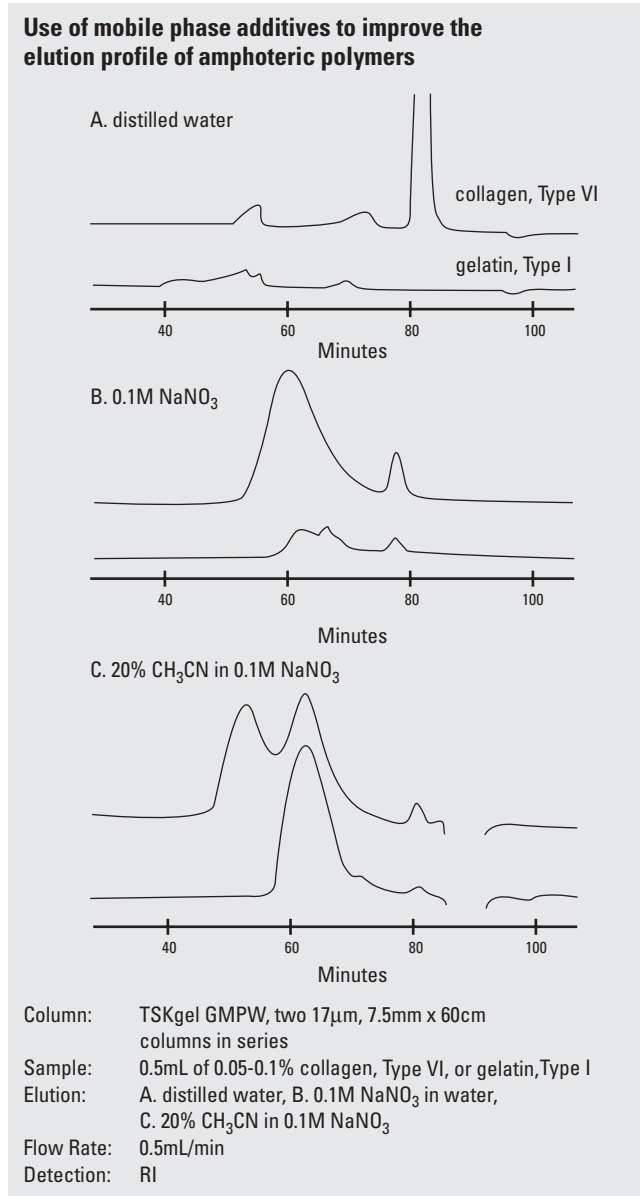 Use of mobile phase additives to improve the
elution profile of amphoteric polymers
A. distilled water
collagen, Type VI
gelatin, Type I
40 60 80 100
Minutes
B. 0.1M NaNO₃
40 60 80 100
Minutes
C. 20% CH₃CN in 0.1M NaNO₃
40 60 80 100
Minutes
Column: TSKgel GMPW, two 17µm, 7.5mm x 60cm
columns in series
Sample: 0.5mL of 0.05-0.1% collagen, Type VI, or gelatin,Type I
Elution: A. distilled water, B. 0.1M NaNO₃ in water,
C. 20% CH₃CN in 0.1M NaNO₃
Flow Rate: 0.5mL/min
Detection: RI